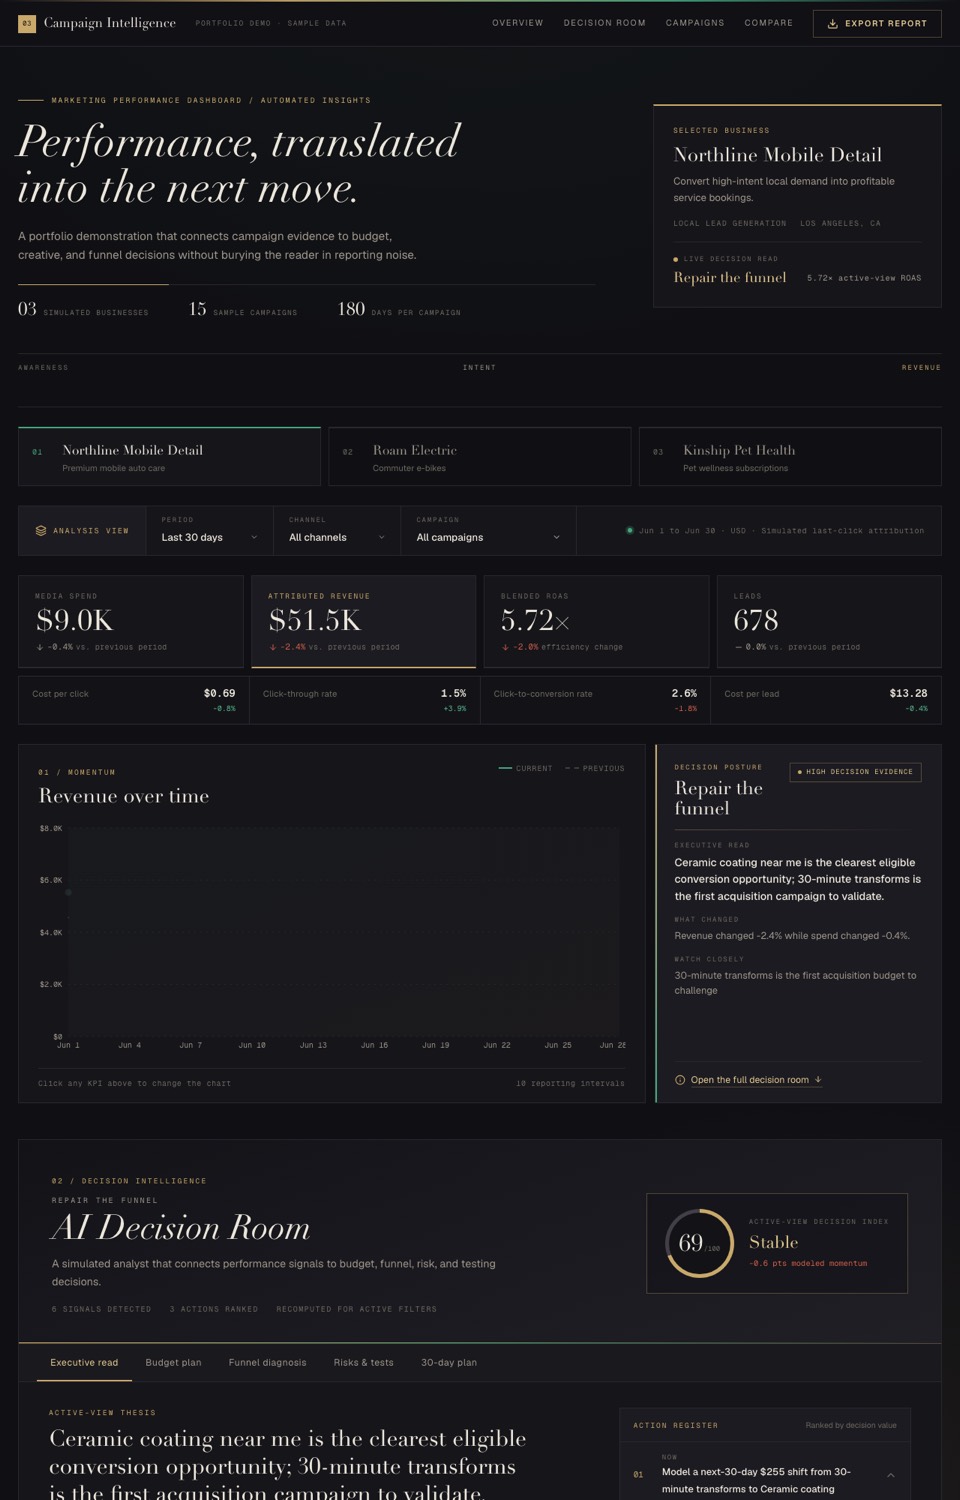 03 Campaign Intelligence PORTFOLIO DEMO · SAMPLE DATA OVERVIEW DECISION ROOM CAMPAIGNS COMPARE EXPORT REPORT
MARKETING PERFORMANCE DASHBOARD / AUTOMATED INSIGHTS
Performance, translated
into the next move.
A portfolio demonstration that connects campaign evidence to budget,
creative, and funnel decisions without burying the reader in reporting noise.
03 SIMULATED BUSINESSES 15 SAMPLE CAMPAIGNS 180 DAYS PER CAMPAIGN
SELECTED BUSINESS
Northline Mobile Detail
Convert high-intent local demand into profitable
service bookings.
LOCAL LEAD GENERATION LOS ANGELES, CA
LIVE DECISION READ
Repair the funnel 5.72× active-view ROAS
AWARENESS INTENT REVENUE
01 Northline Mobile Detail
Premium mobile auto care
02 Roam Electric
Commuter e-bikes
03 Kinship Pet Health
Pet wellness subscriptions
ANALYSIS VIEW
PERIOD
Last 30 days
CHANNEL
All channels
CAMPAIGN
All campaigns
Jun 1 to Jun 30 · USD · Simulated last-click attribution
MEDIA SPEND
$9.0K
↓ -0.4% vs. previous period
ATTRIBUTED REVENUE
$51.5K
↓ -2.4% vs. previous period
BLENDED ROAS
5.72×
↓ -2.0% efficiency change
LEADS
678
— 0.0% vs. previous period
Cost per click $0.69
-0.8%
Click-through rate 1.5%
+3.9%
Click-to-conversion rate 2.6%
-1.8%
Cost per lead $13.28
-0.4%
01 / MOMENTUM
Revenue over time
CURRENT PREVIOUS
$8.0K
$6.0K
$4.0K
$2.0K
$0
Jun 1 Jun 4 Jun 7 Jun 10 Jun 13 Jun 16 Jun 19 Jun 22 Jun 25 Jun 28
Click any KPI above to change the chart 10 reporting intervals
DECISION POSTURE
Repair the
funnel
HIGH DECISION EVIDENCE
EXECUTIVE READ
Ceramic coating near me is the clearest eligible
conversion opportunity; 30-minute transforms is
the first acquisition campaign to validate.
WHAT CHANGED
Revenue changed -2.4% while spend changed -0.4%.
WATCH CLOSELY
30-minute transforms is the first acquisition budget to
challenge
Open the full decision room ↓
02 / DECISION INTELLIGENCE
REPAIR THE FUNNEL
AI Decision Room
A simulated analyst that connects performance signals to budget, funnel, risk, and testing
decisions.
6 SIGNALS DETECTED 3 ACTIONS RANKED RECOMPUTED FOR ACTIVE FILTERS
69 /100
ACTIVE-VIEW DECISION INDEX
Stable
-0.6 pts modeled momentum
Executive read Budget plan Funnel diagnosis Risks & tests 30-day plan
ACTIVE-VIEW THESIS
Ceramic coating near me is the clearest eligible
conversion opportunity; 30-minute transforms
is the first acquisition campaign to validate.
ACTION REGISTER Ranked by decision value
NOW
01 Model a next-30-day $255 shift from 30-
minute transforms to Ceramic coating